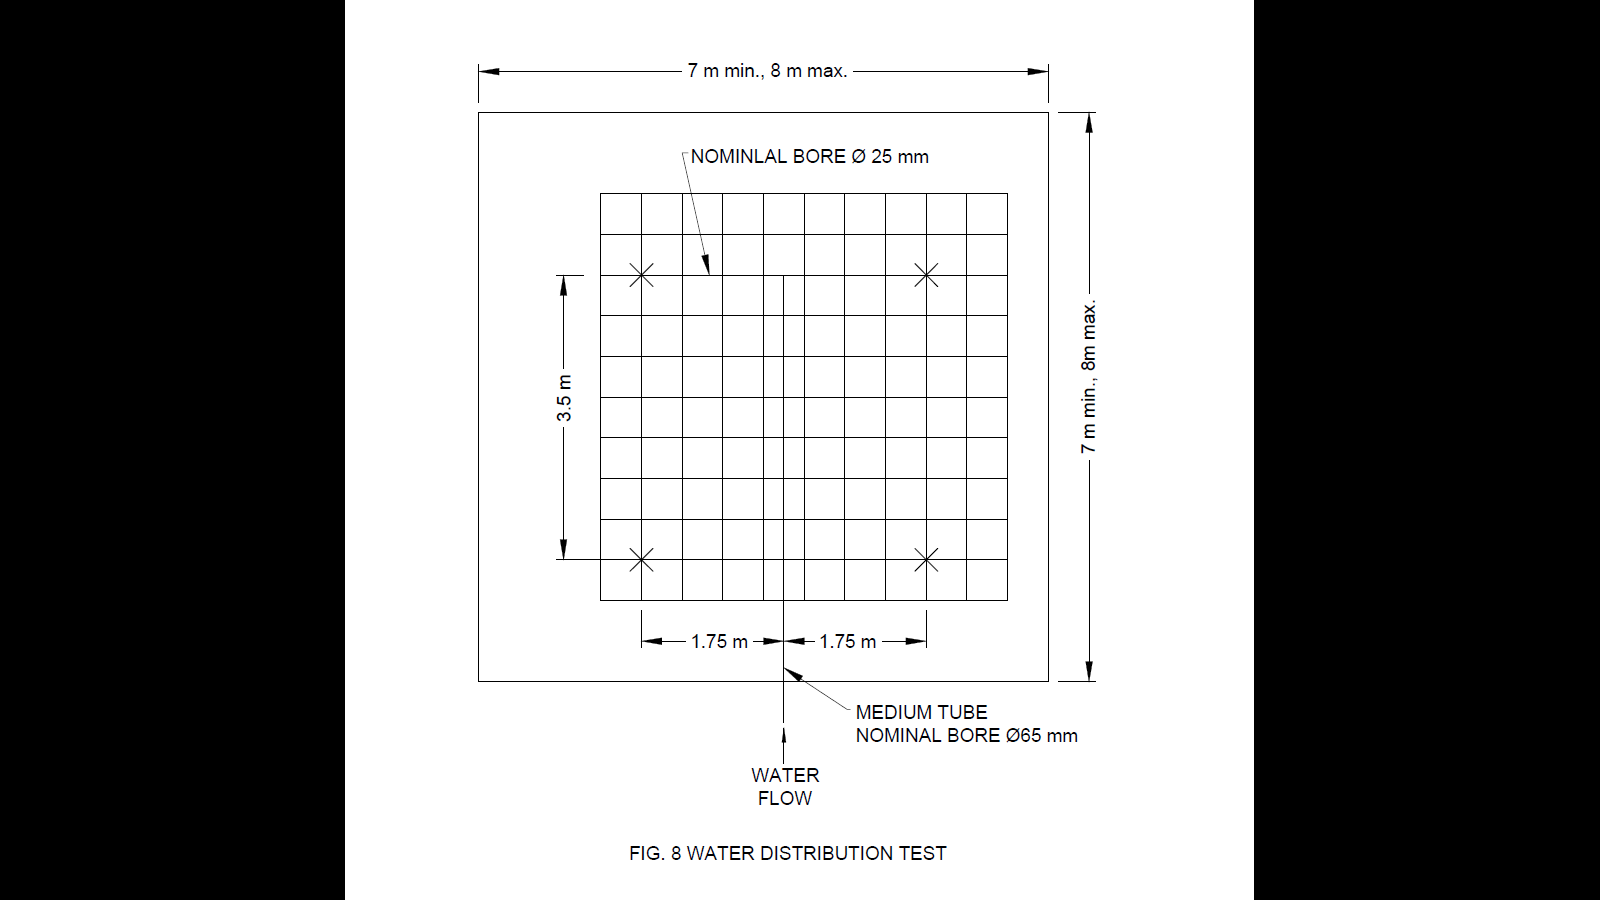 7 m min., 8 m max.
NOMINLAL BORE Ø 25 mm
3.5 m
7 m min., 8m max.
1.75 m
1.75 m
MEDIUM TUBE
NOMINAL BORE Ø65 mm
WATER
FLOW
FIG. 8 WATER DISTRIBUTION TEST